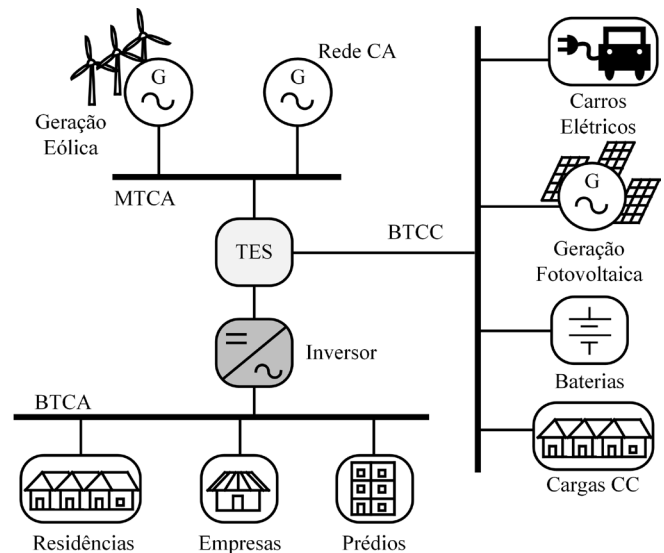 Rede CA
G
G
Geração
Eólica
MTCA
TES
BTCC
Inversor
BTCA
Residências
Empresas
Prédios
Carros
Elétricos
G
Geração
Fotovoltaica
Baterias
Cargas CC